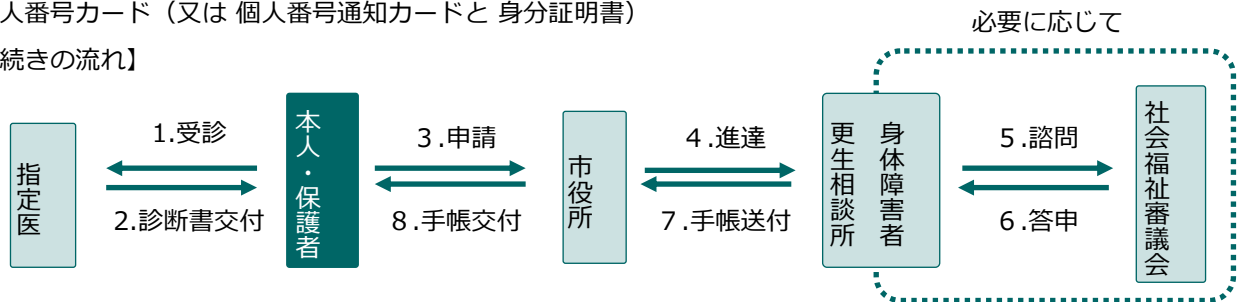 人番号カード（又は 個人番号通知カードと 身分証明書）
必要に応じて
続きの流れ】
指定医
1.受診
2.診断書交付
本人・保護者
３.申請
８.手帳交付
市役所
４.進達
７.手帳送付
身体障害者
更生相談所
５.諮問
６.答申
社会福祉審議会